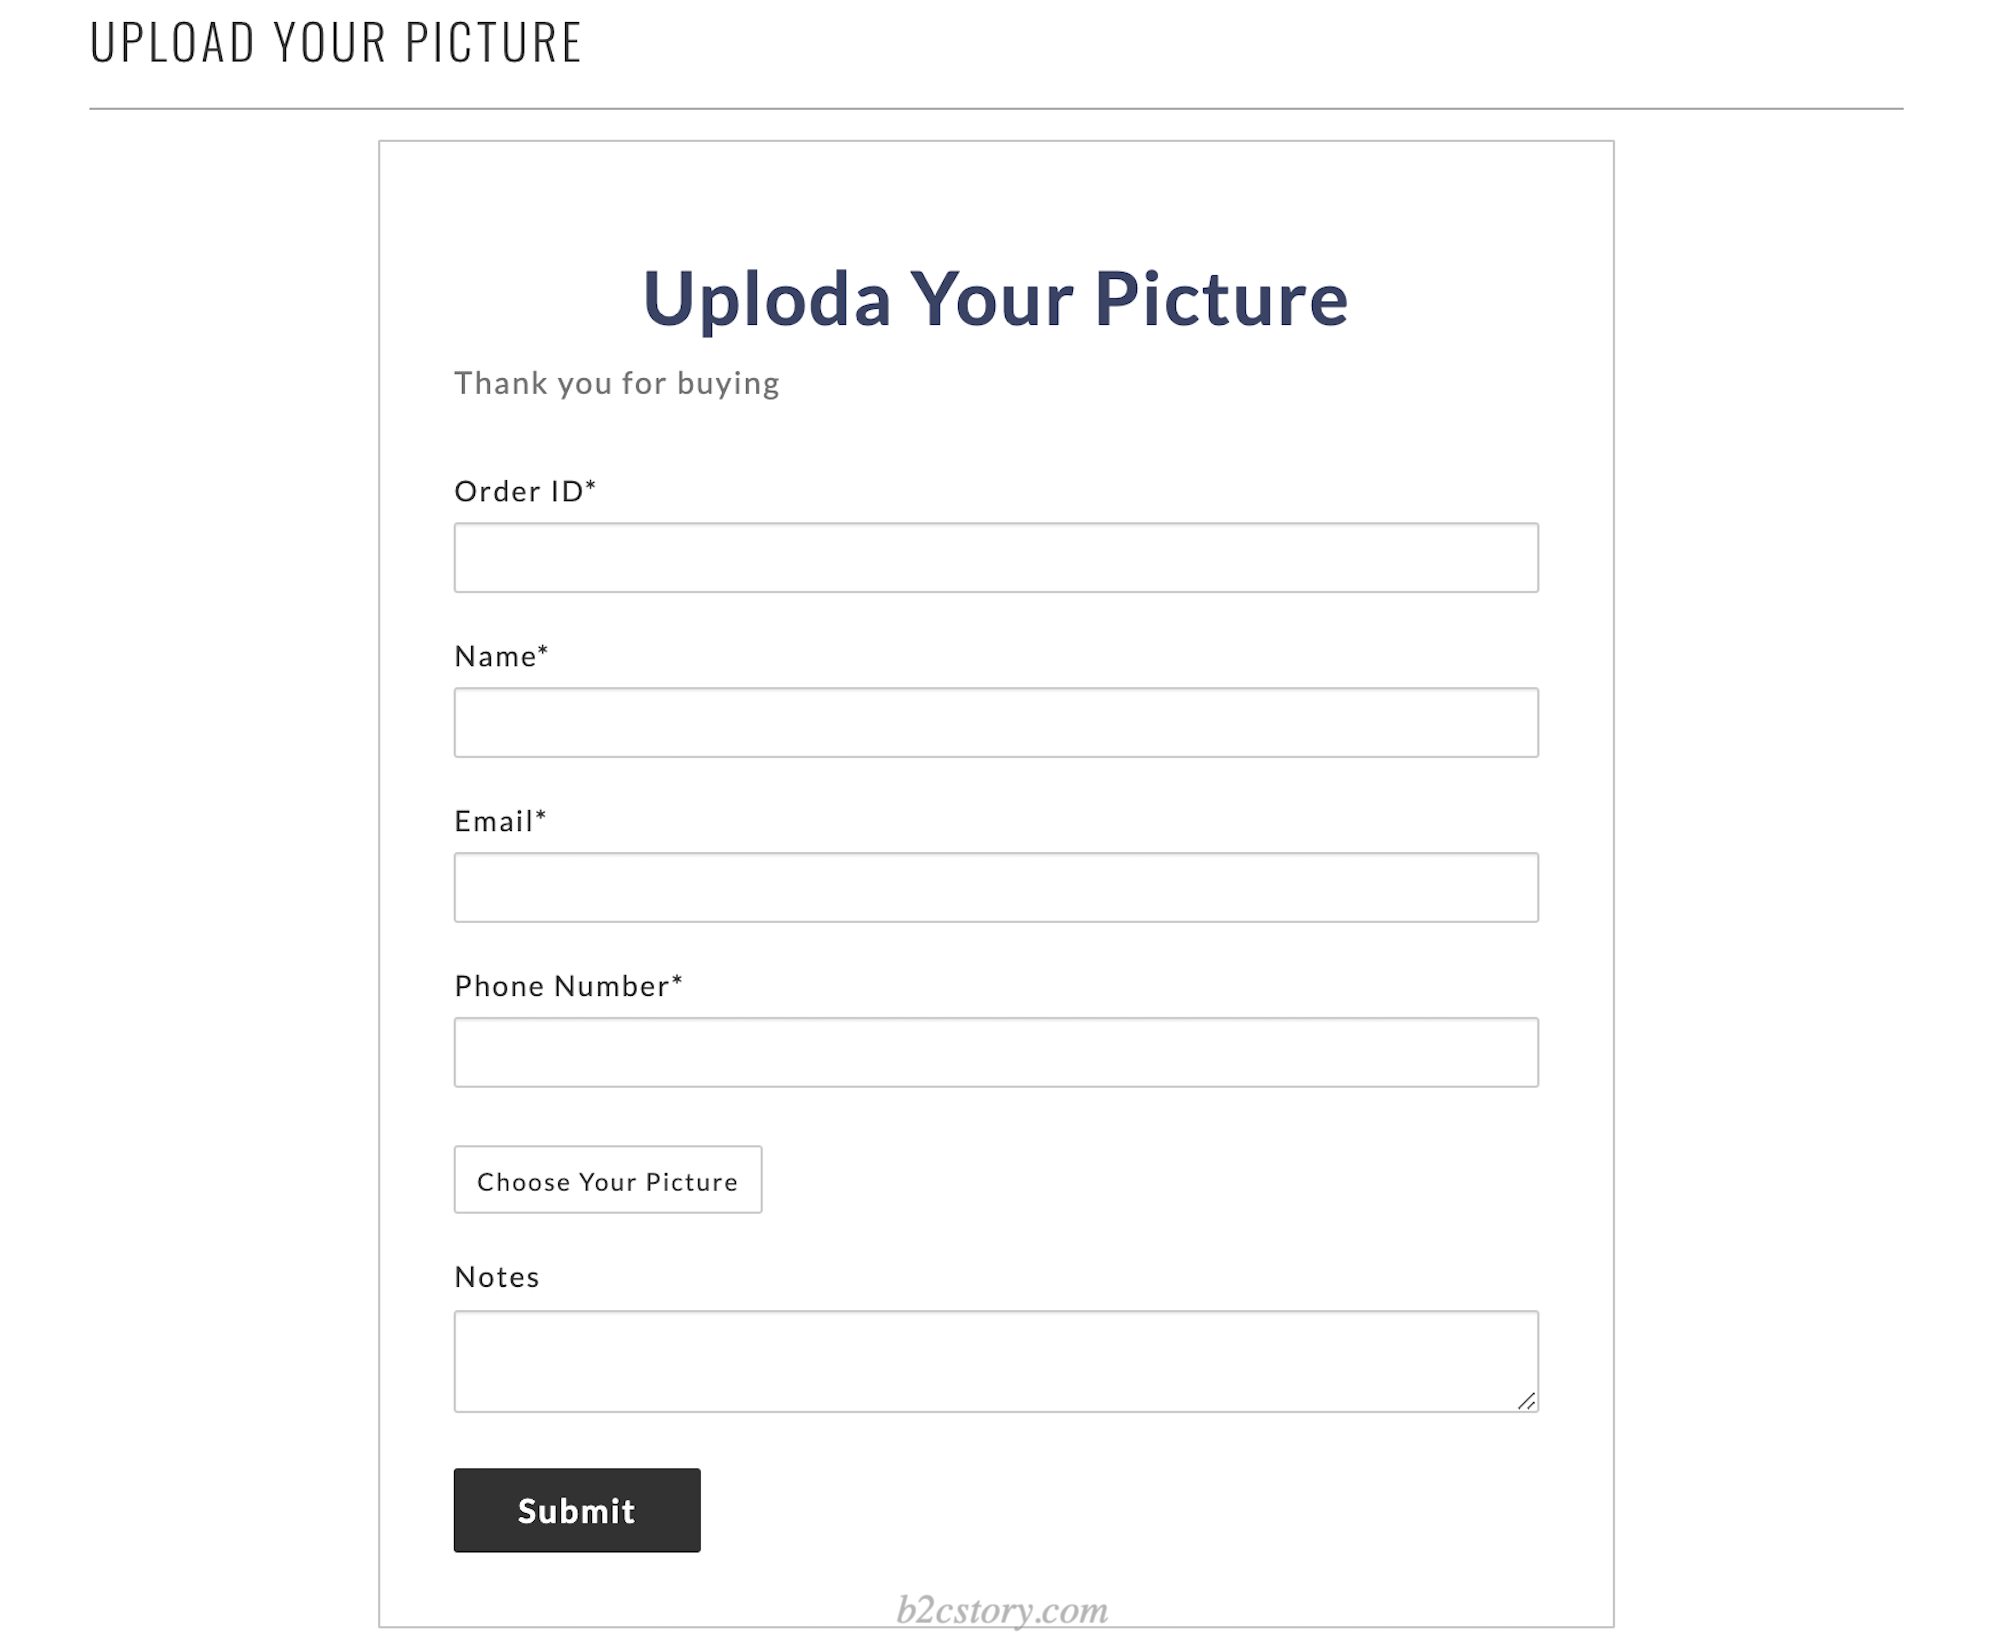 UPLOAD YOUR PICTURE
Uploda Your Picture
Thank you for buying
Order ID*
Name*
Email*
Phone Number*
Choose Your Picture
Notes
Submit
b2cstory.com